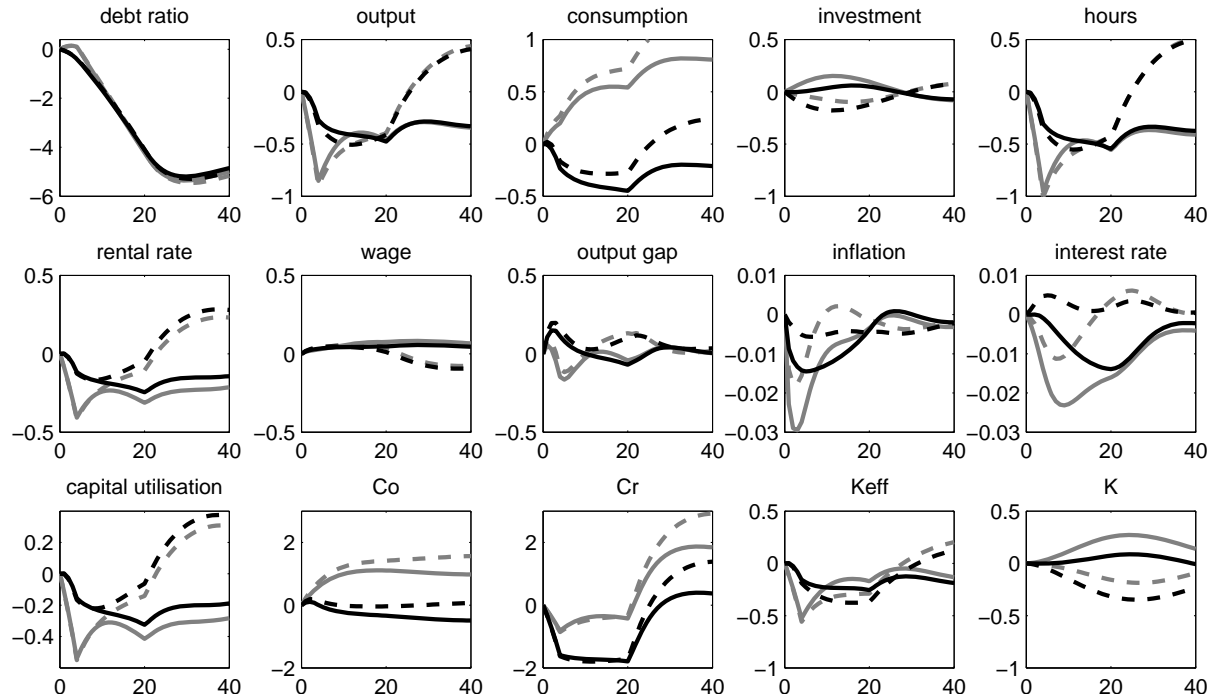 debt ratio output consumption investment hours
0 −2 −4 −6 0 20 40
0.5 0 −0.5 −1 0 20 40
1 0.5 0 −0.5 0 20 40
0.5 0 −0.5 −1 0 20 40
0.5 0 −0.5 −1 0 20 40
rental rate wage output gap inflation interest rate
0.5 0 −0.5 0 20 40
0.5 0 −0.5 0 20 40
0.5 0 −0.5 0 20 40
0.01 0 −0.01 −0.02 −0.03 0 20 40
0.01 0 −0.01 −0.02 −0.03 0 20 40
capital utilisation Co Cr Keff K
0.2 0 −0.2 −0.4 0 20 40
2 0 −2 0 20 40
2 0 −2 0 20 40
0.5 0 −0.5 −1 0 20 40
0.5 0 −0.5 −1 0 20 40